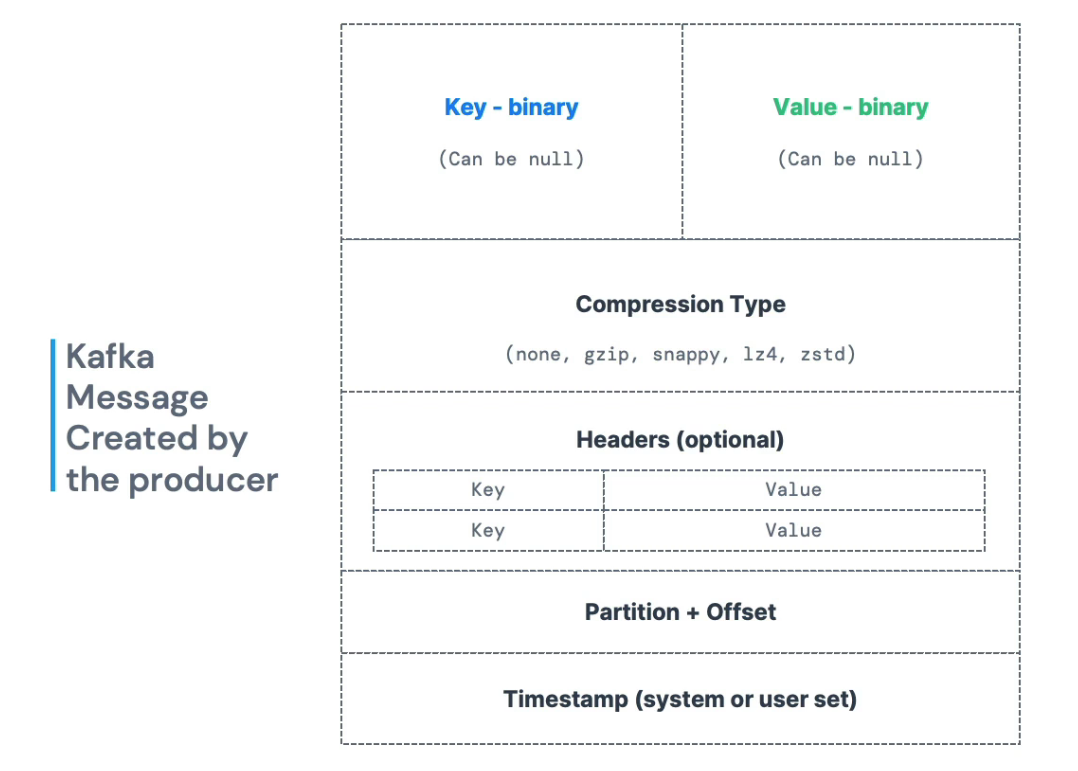 Kafka
Message
Created by
the producer
Key - binary
Value - binary
(Can be null)
(Can be null)
Compression Type
(none, gzip, snappy, lz4, zstd)
Headers (optional)
Key
Value
Key
Value
Partition + Offset
Timestamp (system or user set)